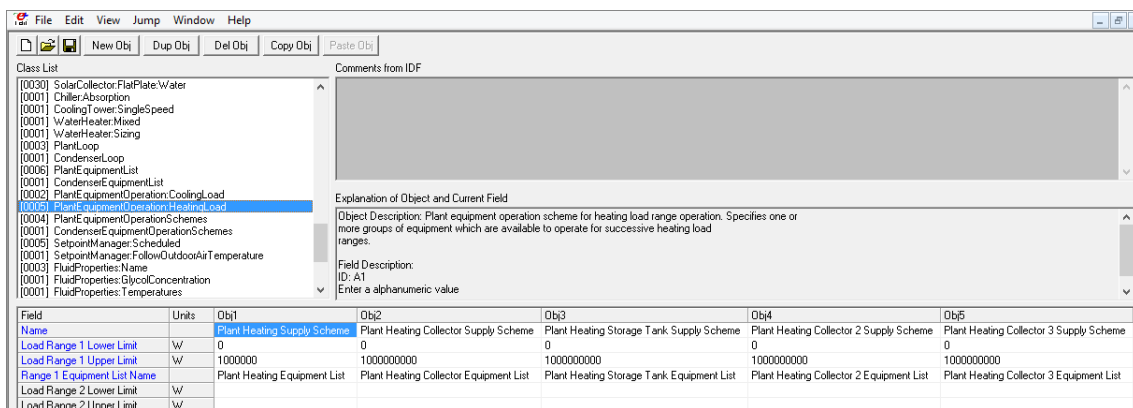 File Edit View Jump Window Help
New Obj Dup Obj Del Obj Copy Obj Paste Obj
Class List
[0030] SolarCollector:FlatPlate:Water
[0001] Chiller:Absorption
[0001] CoolingTower:SingleSpeed
[0001] WaterHeater:Mixed
[0001] WaterHeater:Sizing
[0003] PlantLoop
[0001] CondenserLoop
[0006] PlantEquipmentList
[0001] CondenserEquipmentList
[0002] PlantEquipmentOperation:CoolingLoad
[0005] PlantEquipmentOperation:HeatingLoad
[0004] PlantEquipmentOperationSchemes
[0001] CondenserEquipmentOperationSchemes
[0005] SetpointManager:Scheduled
[0001] SetpointManager:FollowOutdoorAirTemperature
[0003] FluidProperties:Name
[0001] FluidProperties:GlycolConcentration
[0001] FluidProperties:Temperatures
Comments from IDF
Explanation of Object and Current Field
Object Description: Plant equipment operation scheme for heating load range operation. Specifies one or
more groups of equipment which are available to operate for successive heating load
ranges.
Field Description:
ID: A1
Enter a alphanumeric value
Field Units Obj1 Obj2 Obj3 Obj4 Obj5
Name Plant Heating Supply Scheme Plant Heating Collector Supply Scheme Plant Heating Storage Tank Supply Scheme Plant Heating Collector 2 Supply Scheme Plant Heating Collector 3 Supply Scheme
Load Range 1 Lower Limit W 0 0 0 0 0
Load Range 1 Upper Limit W 1000000 1000000000 1000000000 1000000000 1000000000
Range 1 Equipment List Name Plant Heating Equipment List Plant Heating Collector Equipment List Plant Heating Storage Tank Equipment List Plant Heating Collector 2 Equipment List Plant Heating Collector 3 Equipment List
Load Range 2 Lower Limit W
Load Range 2 Upper Limit W